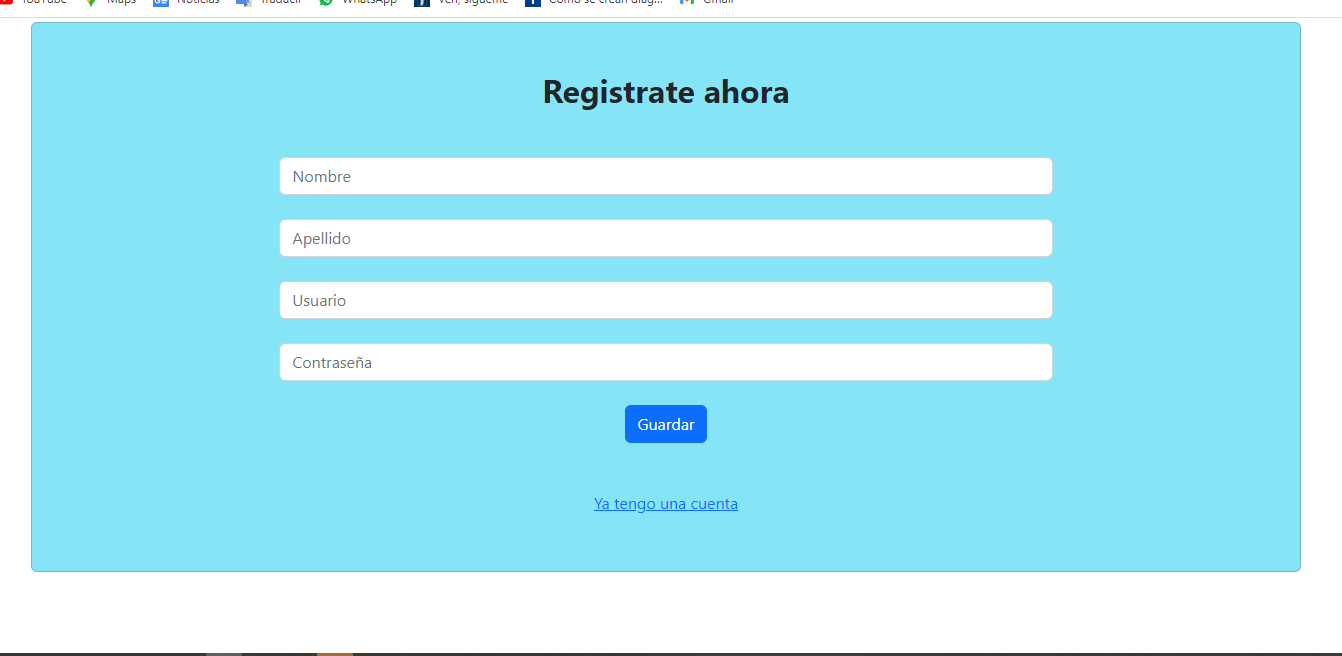 YouTube Maps Noticias Traducir WhatsApp Ven, sígueme Cómo se crean diag... Gmail
Registrate ahora
Nombre
Apellido
Usuario
Contraseña
Guardar
Ya tengo una cuenta